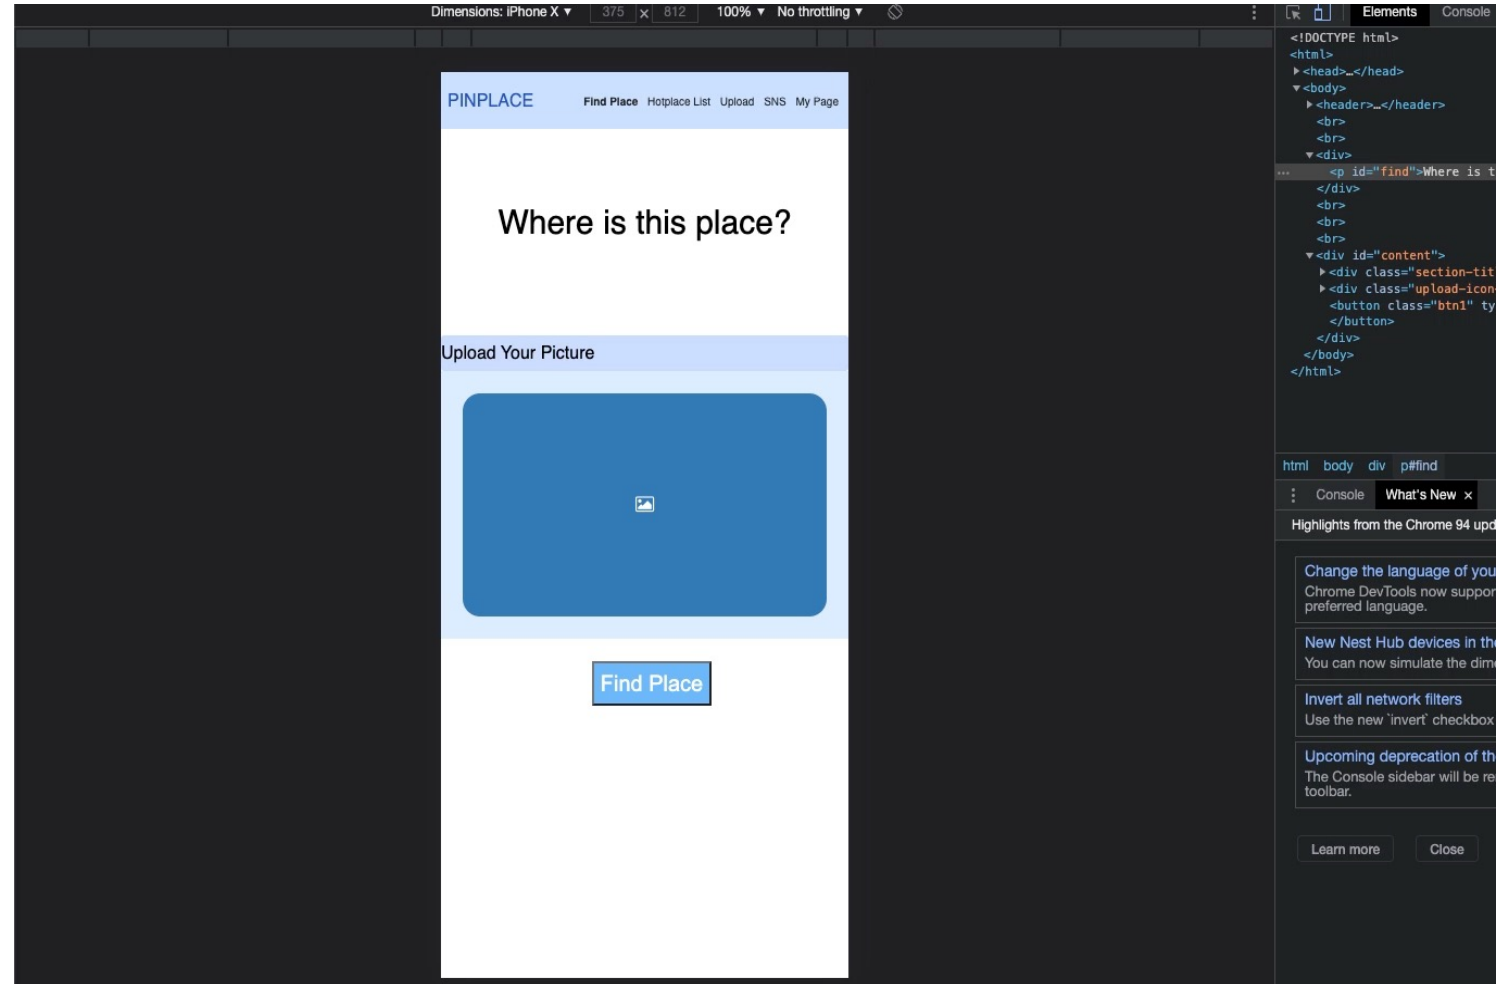 Dimensions: iPhone X ▼ 375 × 812 100% ▼ No throttling ▼
Elements Console
PINPLACE Find Place Hotplace List Upload SNS My Page
Where is this place?
Upload Your Picture
Find Place
<!DOCTYPE html>
<html>
▶<head>…</head>
▼<body>
▶<header>…</header>
<br>
<br>
▼<div>
… <p id="find">Where is t
</div>
<br>
<br>
<br>
▼<div id="content">
▶<div class="section-tit
▶<div class="upload-icon-
<button class="btn1" ty
</button>
</div>
</body>
</html>
html body div p#find
Console What's New ×
Highlights from the Chrome 94 upd
Change the language of you
Chrome DevTools now suppor
preferred language.
New Nest Hub devices in the
You can now simulate the dime
Invert all network filters
Use the new `invert` checkbox
Upcoming deprecation of th
The Console sidebar will be re
toolbar.
Learn more Close